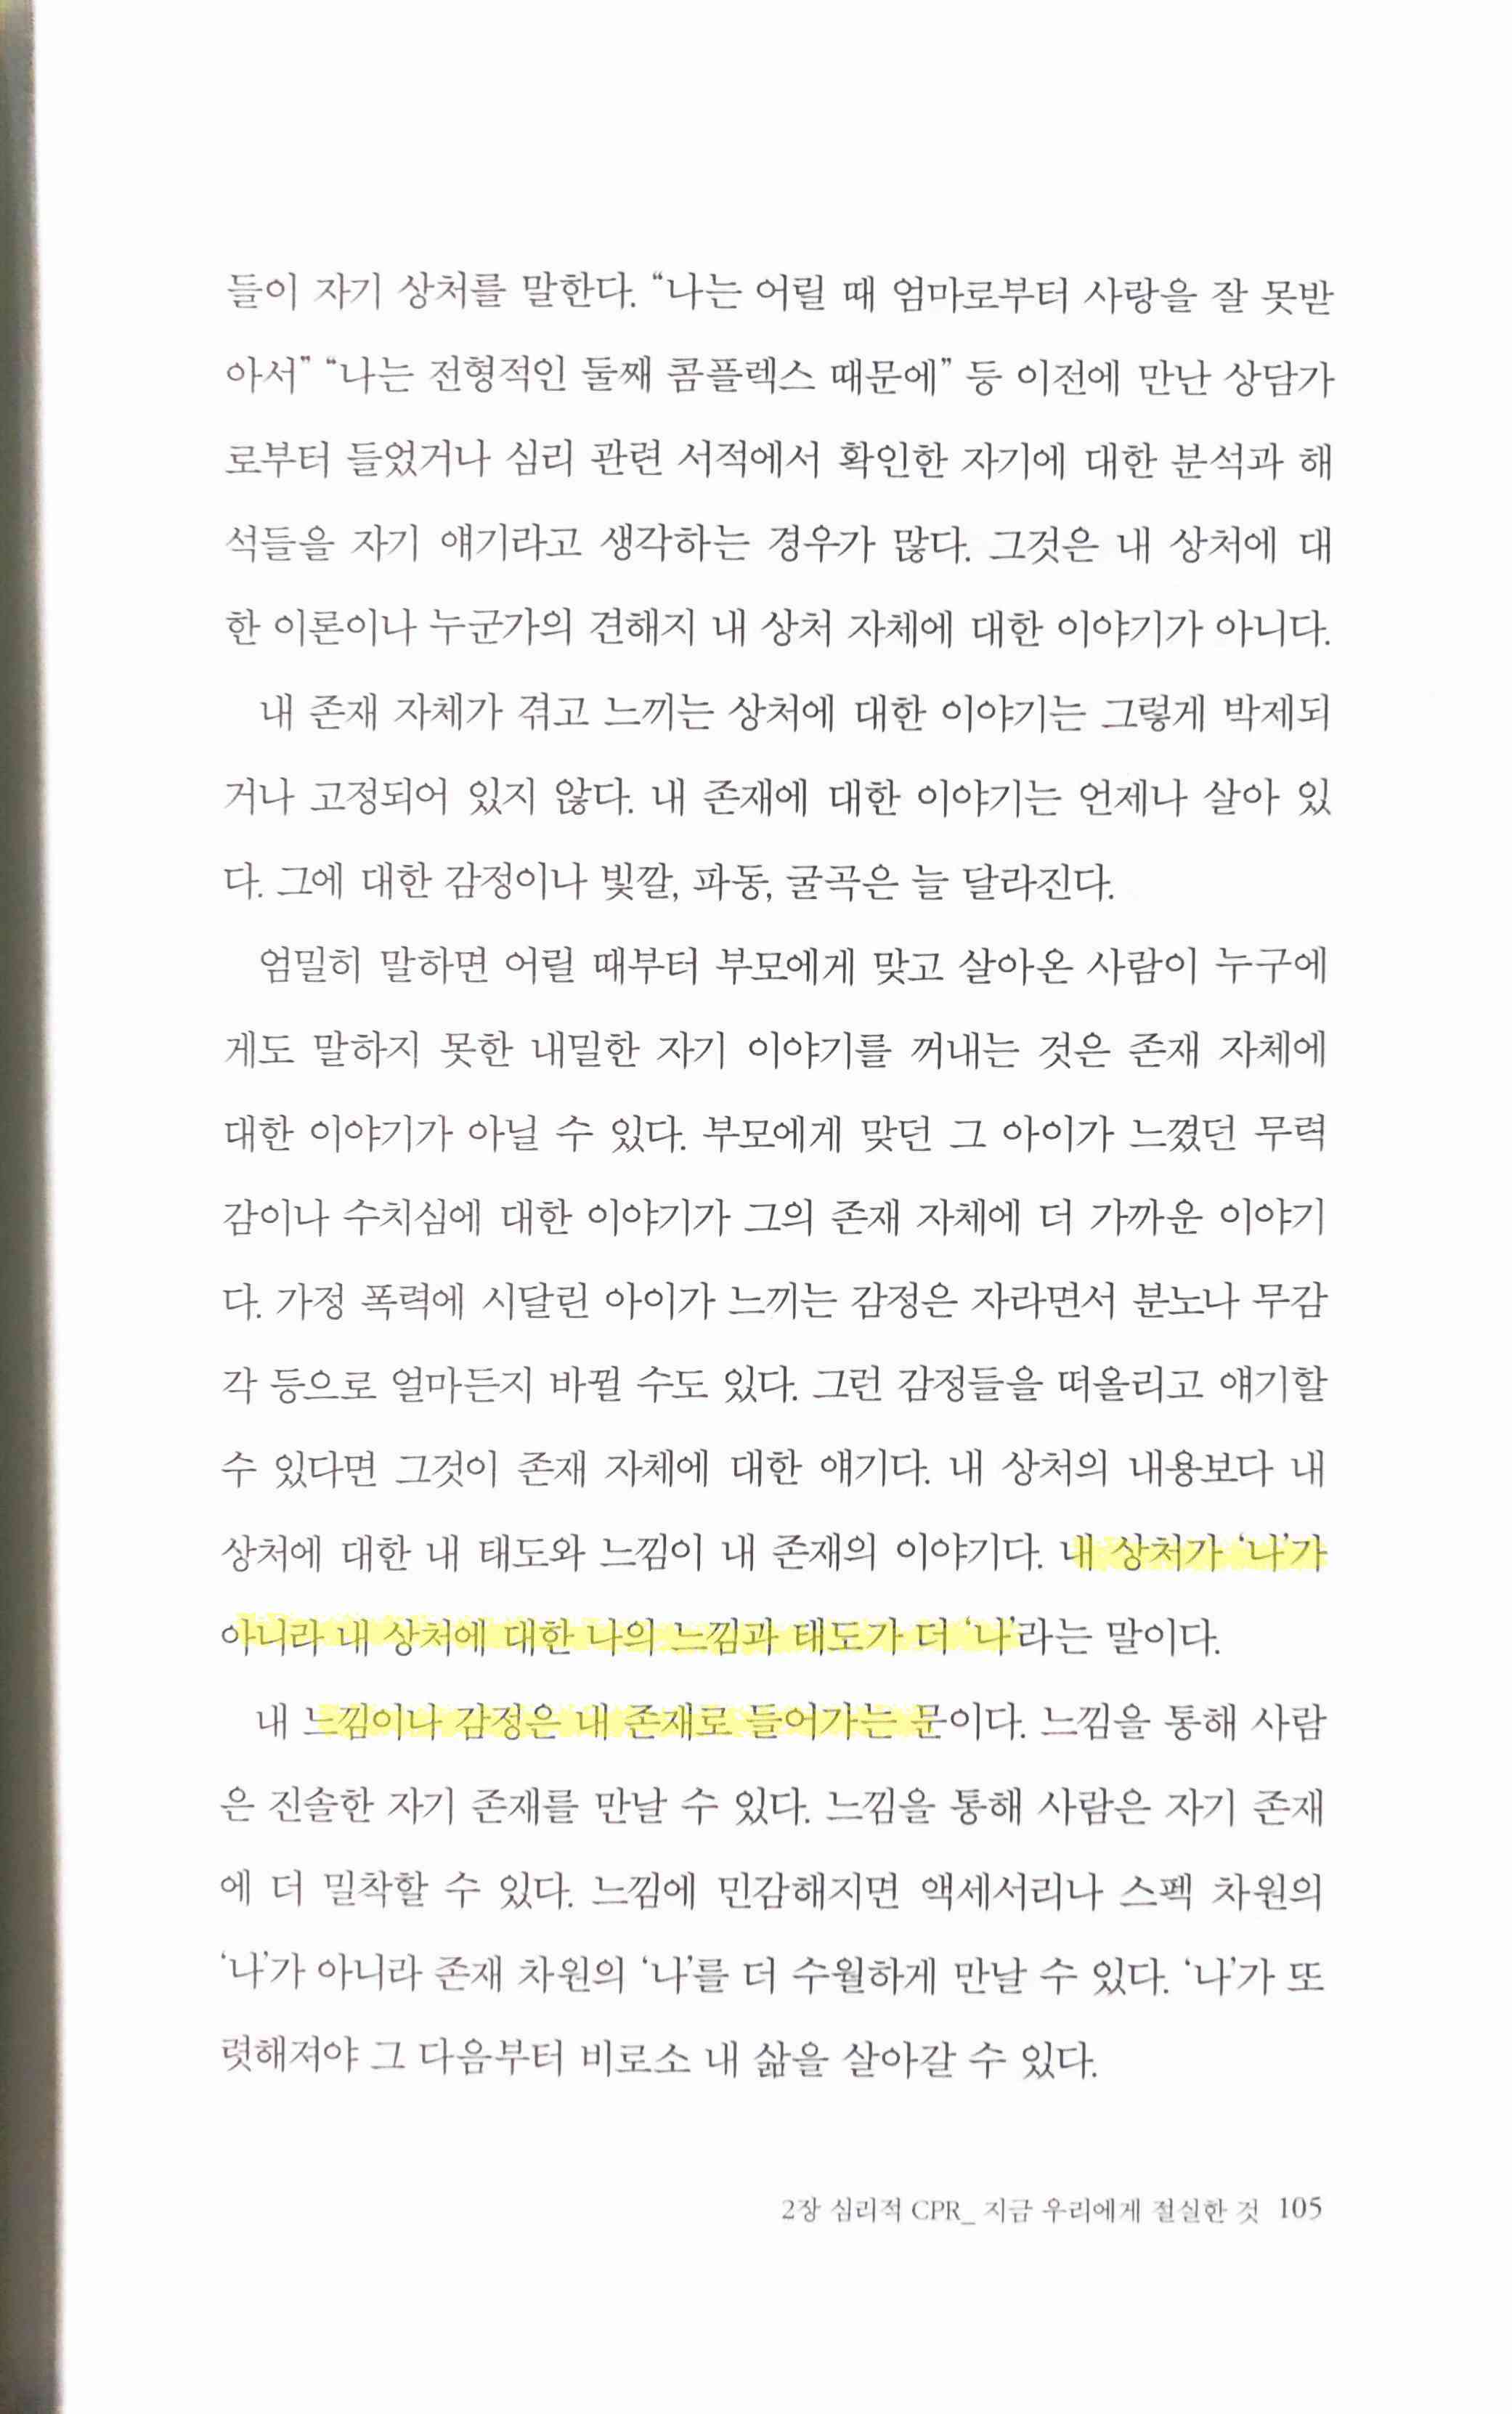 들이 자기 상처를 말한다. “나는 어릴 때 엄마로부터 사랑을 잘 못받
아서” “나는 전형적인 둘째 콤플렉스 때문에” 등 이전에 만난 상담가
로부터 들었거나 심리 관련 서적에서 확인한 자기에 대한 분석과 해
석들을 자기 얘기라고 생각하는 경우가 많다. 그것은 내 상처에 대
한 이론이나 누군가의 견해지 내 상처 자체에 대한 이야기가 아니다.
내 존재 자체가 겪고 느끼는 상처에 대한 이야기는 그렇게 박제되
거나 고정되어 있지 않다. 내 존재에 대한 이야기는 언제나 살아 있
다. 그에 대한 감정이나 빛깔, 파동, 굴곡은 늘 달라진다.
엄밀히 말하면 어릴 때부터 부모에게 맞고 살아온 사람이 누구에
게도 말하지 못한 내밀한 자기 이야기를 꺼내는 것은 존재 자체에
대한 이야기가 아닐 수 있다. 부모에게 맞던 그 아이가 느꼈던 무력
감이나 수치심에 대한 이야기가 그의 존재 자체에 더 가까운 이야기
다. 가정 폭력에 시달린 아이가 느끼는 감정은 자라면서 분노나 무감
각 등으로 얼마든지 바뀔 수도 있다. 그런 감정들을 떠올리고 얘기할
수 있다면 그것이 존재 자체에 대한 얘기다. 내 상처의 내용보다 내
상처에 대한 내 태도와 느낌이 내 존재의 이야기다. 내 상처가 ‘나’가
아니라 내 상처에 대한 나의 느낌과 태도가 더 ‘나’라는 말이다.
내 느낌이나 감정은 내 존재로 들어가는 문이다. 느낌을 통해 사람
은 진솔한 자기 존재를 만날 수 있다. 느낌을 통해 사람은 자기 존재
에 더 밀착할 수 있다. 느낌에 민감해지면 액세서리나 스펙 차원의
‘나’가 아니라 존재 차원의 ‘나’를 더 수월하게 만날 수 있다. ‘나’가 또
렷해져야 그 다음부터 비로소 내 삶을 살아갈 수 있다.
2장 심리적 CPR_ 지금 우리에게 절실한 것 105